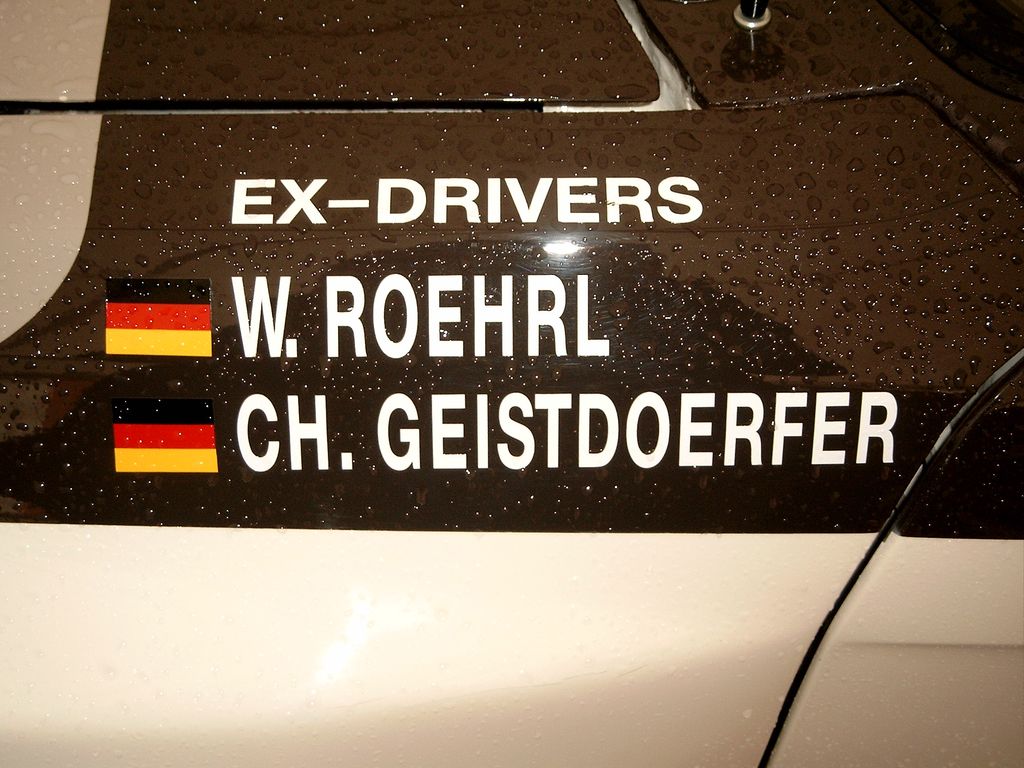 EX-DRIVERS
W. ROEHRL
CH. GEISTDOERFER